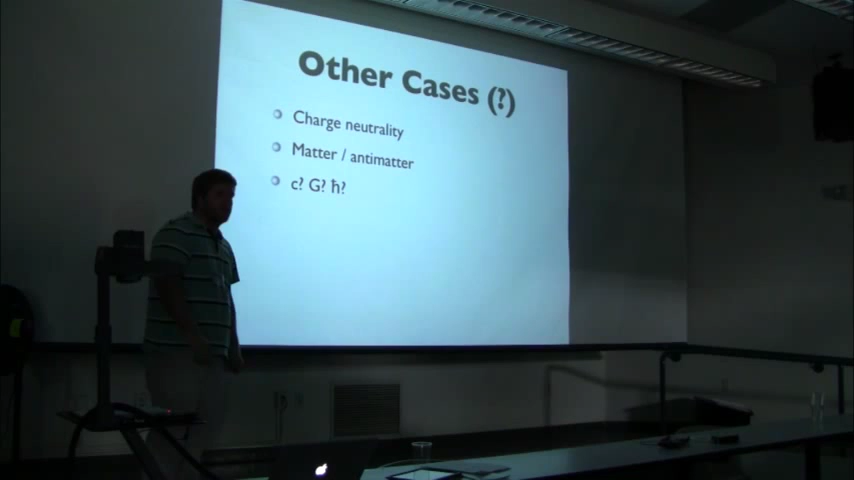 Other Cases (?)
Charge neutrality
Matter / antimatter
c? G? ħ?